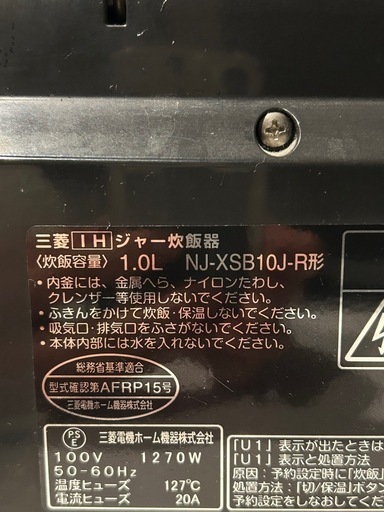 三菱IHジャー炊飯器
〈炊飯容量〉 1.0L NJ-XSB10J-R形
・内釜には、金属へら、ナイロンたわし、
クレンザー等使用しないでください。
・ふきんをかけて炊飯・保温しないでください。
・吸気口・排気口をふさがないでください。
・本体内部には水を入れないでください。
総務省基準適合
型式確認第AFRP15号
三菱電機ホーム機器株式会社
PS
E
三菱電機ホーム機器株式会社
100V 1270W
50-60Hz
温度ヒューズ 127℃
電流ヒューズ 20A
「U1」表示が出たときは
「U1」表示と処置方法
原因：予約設定時に「炊飯」
処置方法：「切/保温」ボタン
予約設定をしなおしてくだ